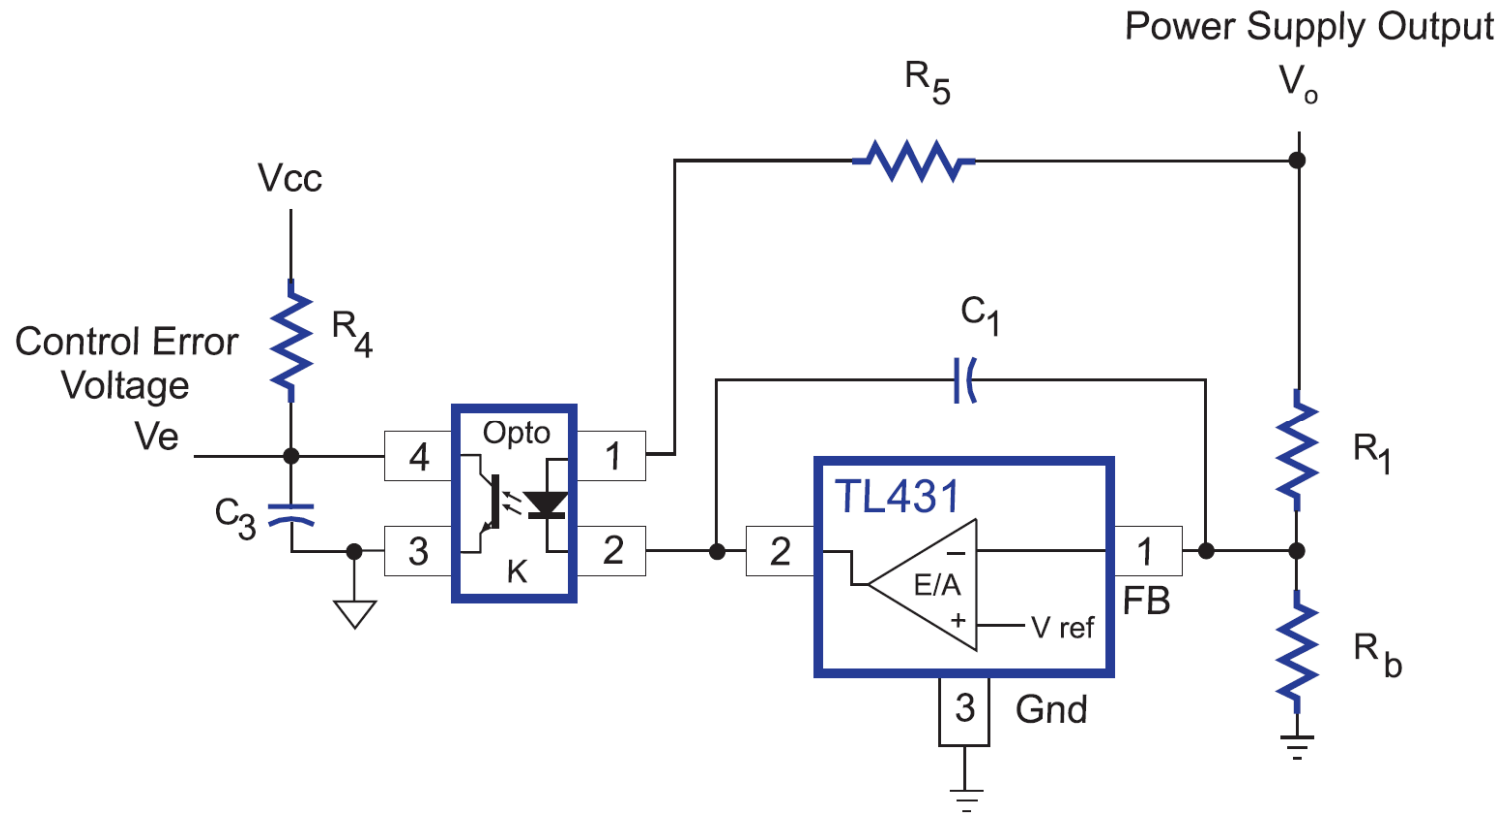 Power Supply Output
Vo
R5
Vcc
R4
Control Error
Voltage
Ve
C1
C3
4
3
Opto
K
1
2
TL431
2
E/A
−
+
V ref
1
FB
3
Gnd
R1
Rb